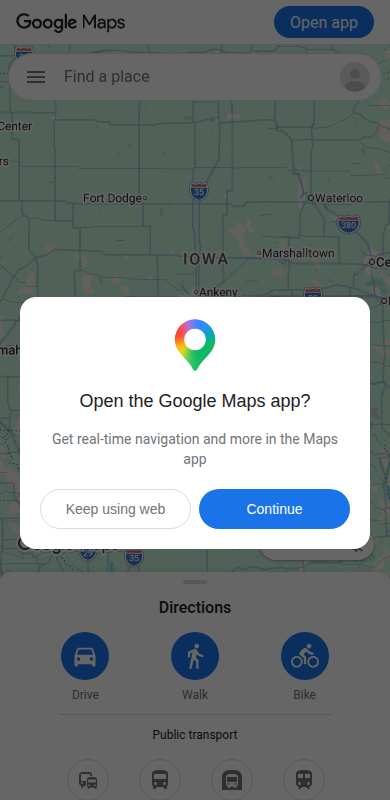 Google Maps
Open app
Find a place
Center
rs
Fort Dodge
35
Waterloo
380
IOWA
Marshalltown
Ce
Ankeny
Open the Google Maps app?
Get real-time navigation and more in the Maps
app
Keep using web
Continue
35
Directions
Drive
Walk
Bike
Public transport